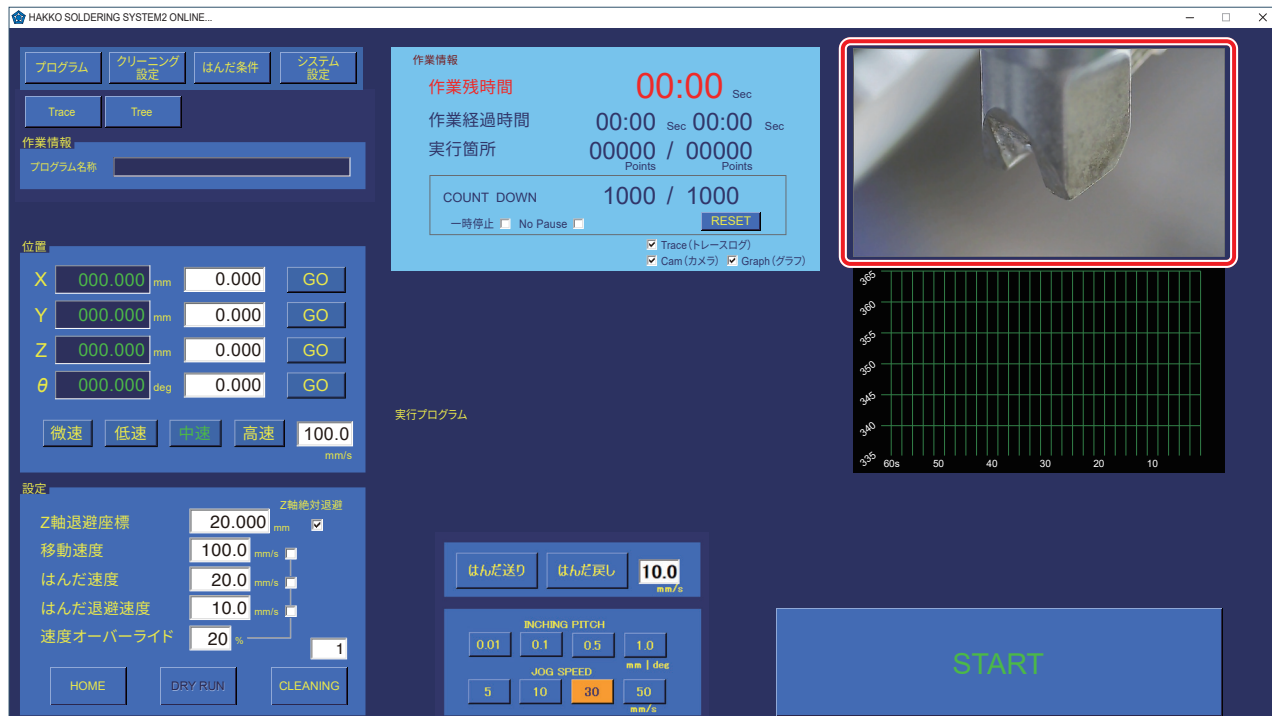 HAKKO SOLDERING SYSTEM2 ONLINE...
プログラム
クリーニング
設定
はんだ条件
システム
設定
Trace
Tree
作業情報
プログラム名称
位置
X 000.000 mm 0.000 GO
Y 000.000 mm 0.000 GO
Z 000.000 mm 0.000 GO
θ 000.000 deg 0.000 GO
微速 低速 中速 高速 100.0
mm/s
設定
Z軸絶対退避
Z軸退避座標 20.000 mm
移動速度 100.0 mm/s
はんだ速度 20.0 mm/s
はんだ退避速度 10.0 mm/s
速度オーバーライド 20 %
1
HOME DRY RUN CLEANING
作業情報
作業残時間 00:00 Sec
作業経過時間 00:00 Sec 00:00 Sec
実行箇所 00000 / 00000
Points Points
COUNT DOWN 1000 / 1000
一時停止 No Pause RESET
Trace(トレースログ)
Cam(カメラ) Graph(グラフ)
実行プログラム
はんだ送り はんだ戻し 10.0
mm/s
INCHING PITCH
0.01 0.1 0.5 1.0
mm | deg
JOG SPEED
5 10 30 50
mm/s
365
360
355
350
345
340
335
60s 50 40 30 20 10
START